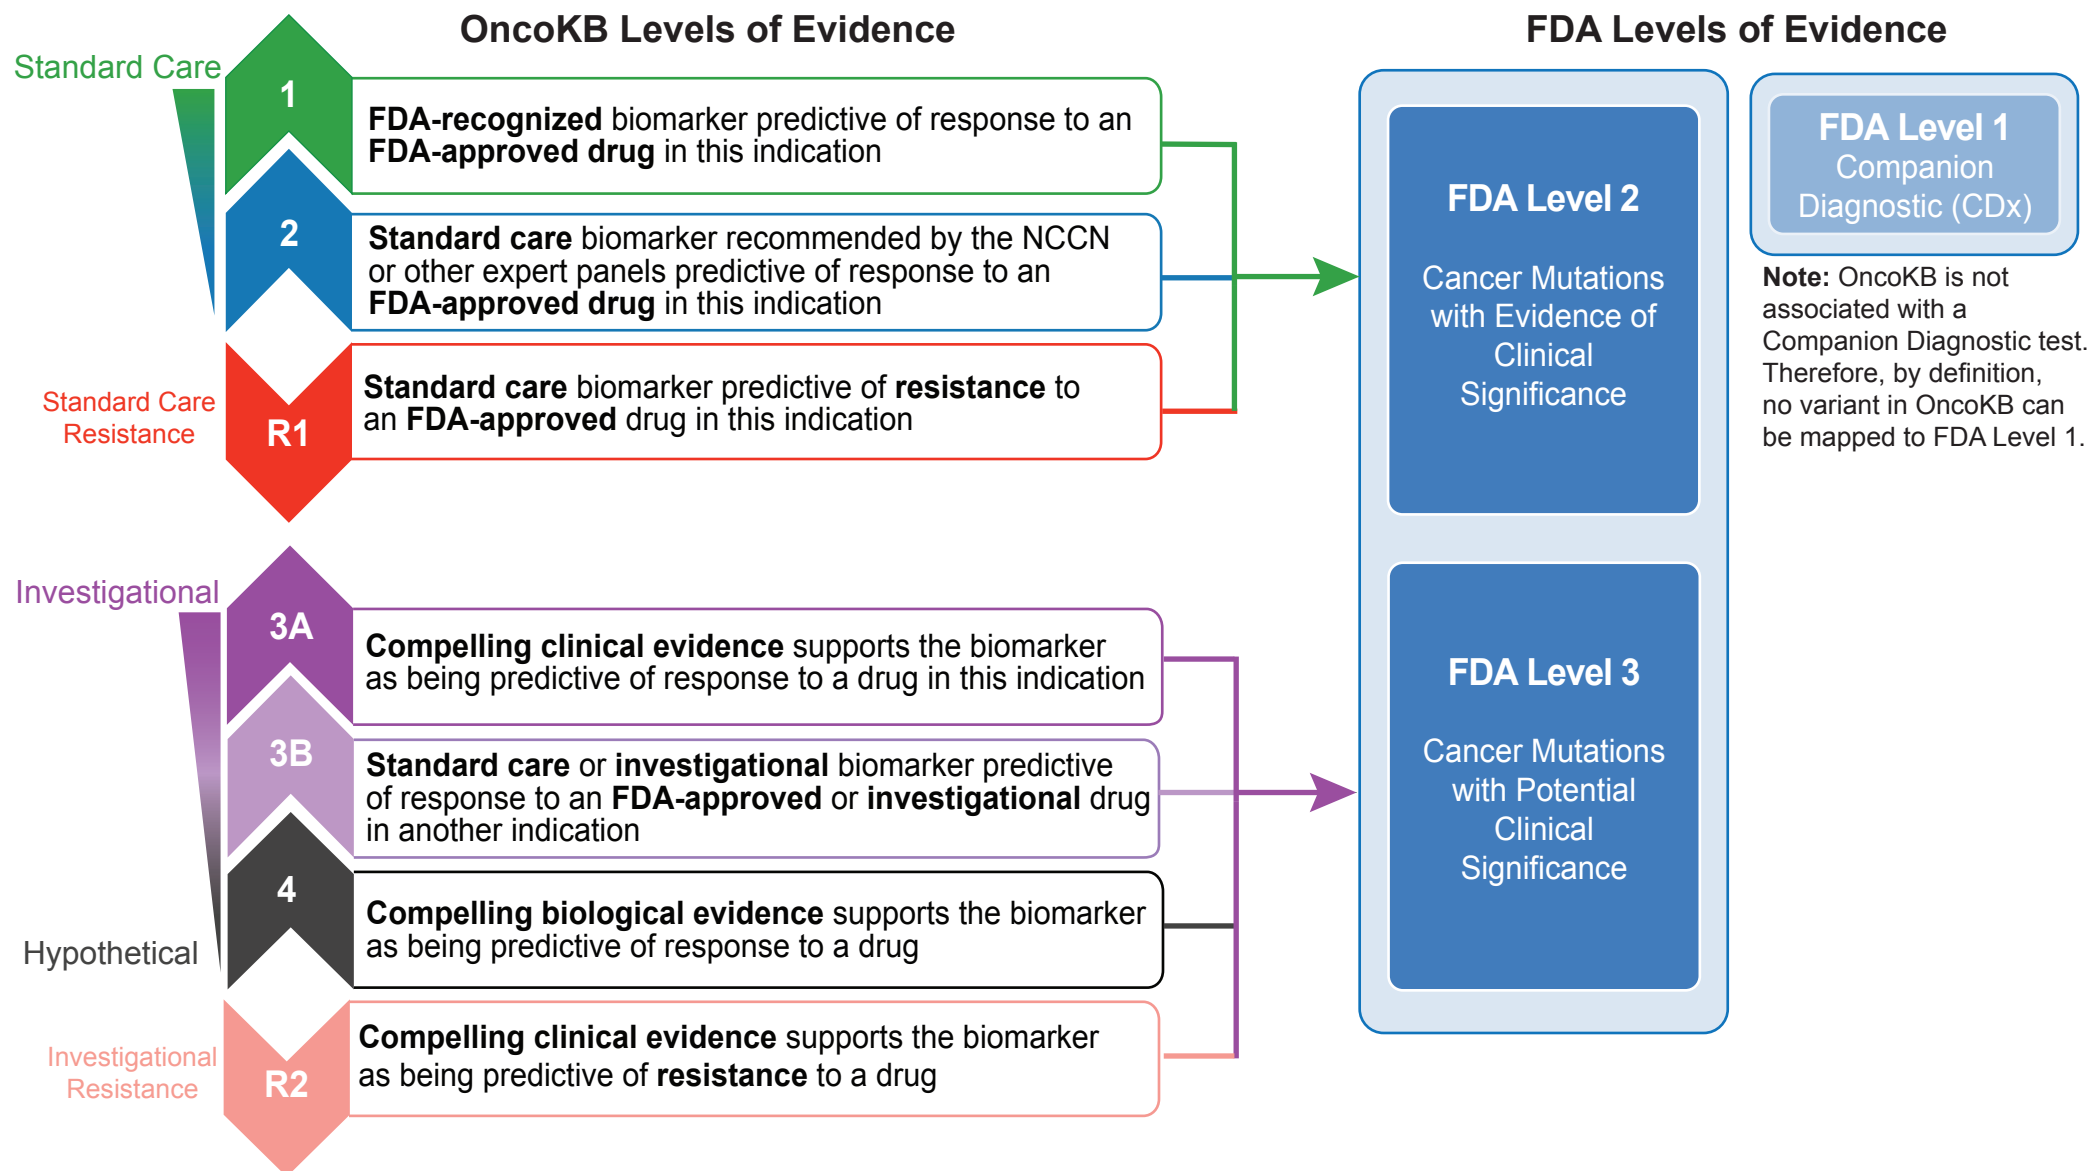 OncoKB Levels of Evidence
Standard Care
1
FDA-recognized biomarker predictive of response to an
FDA-approved drug in this indication
2
Standard care biomarker recommended by the NCCN
or other expert panels predictive of response to an
FDA-approved drug in this indication
Standard Care
Resistance
R1
Standard care biomarker predictive of resistance to
an FDA-approved drug in this indication
Investigational
3A
Compelling clinical evidence supports the biomarker
as being predictive of response to a drug in this indication
3B
Standard care or investigational biomarker predictive
of response to an FDA-approved or investigational drug
in another indication
4
Compelling biological evidence supports the biomarker
as being predictive of response to a drug
Hypothetical
Investigational
Resistance
R2
Compelling clinical evidence supports the biomarker
as being predictive of resistance to a drug
FDA Levels of Evidence
FDA Level 2
Cancer Mutations
with Evidence of
Clinical
Significance
FDA Level 3
Cancer Mutations
with Potential
Clinical
Significance
FDA Level 1
Companion
Diagnostic (CDx)
Note: OncoKB is not
associated with a
Companion Diagnostic test.
Therefore, by definition,
no variant in OncoKB can
be mapped to FDA Level 1.